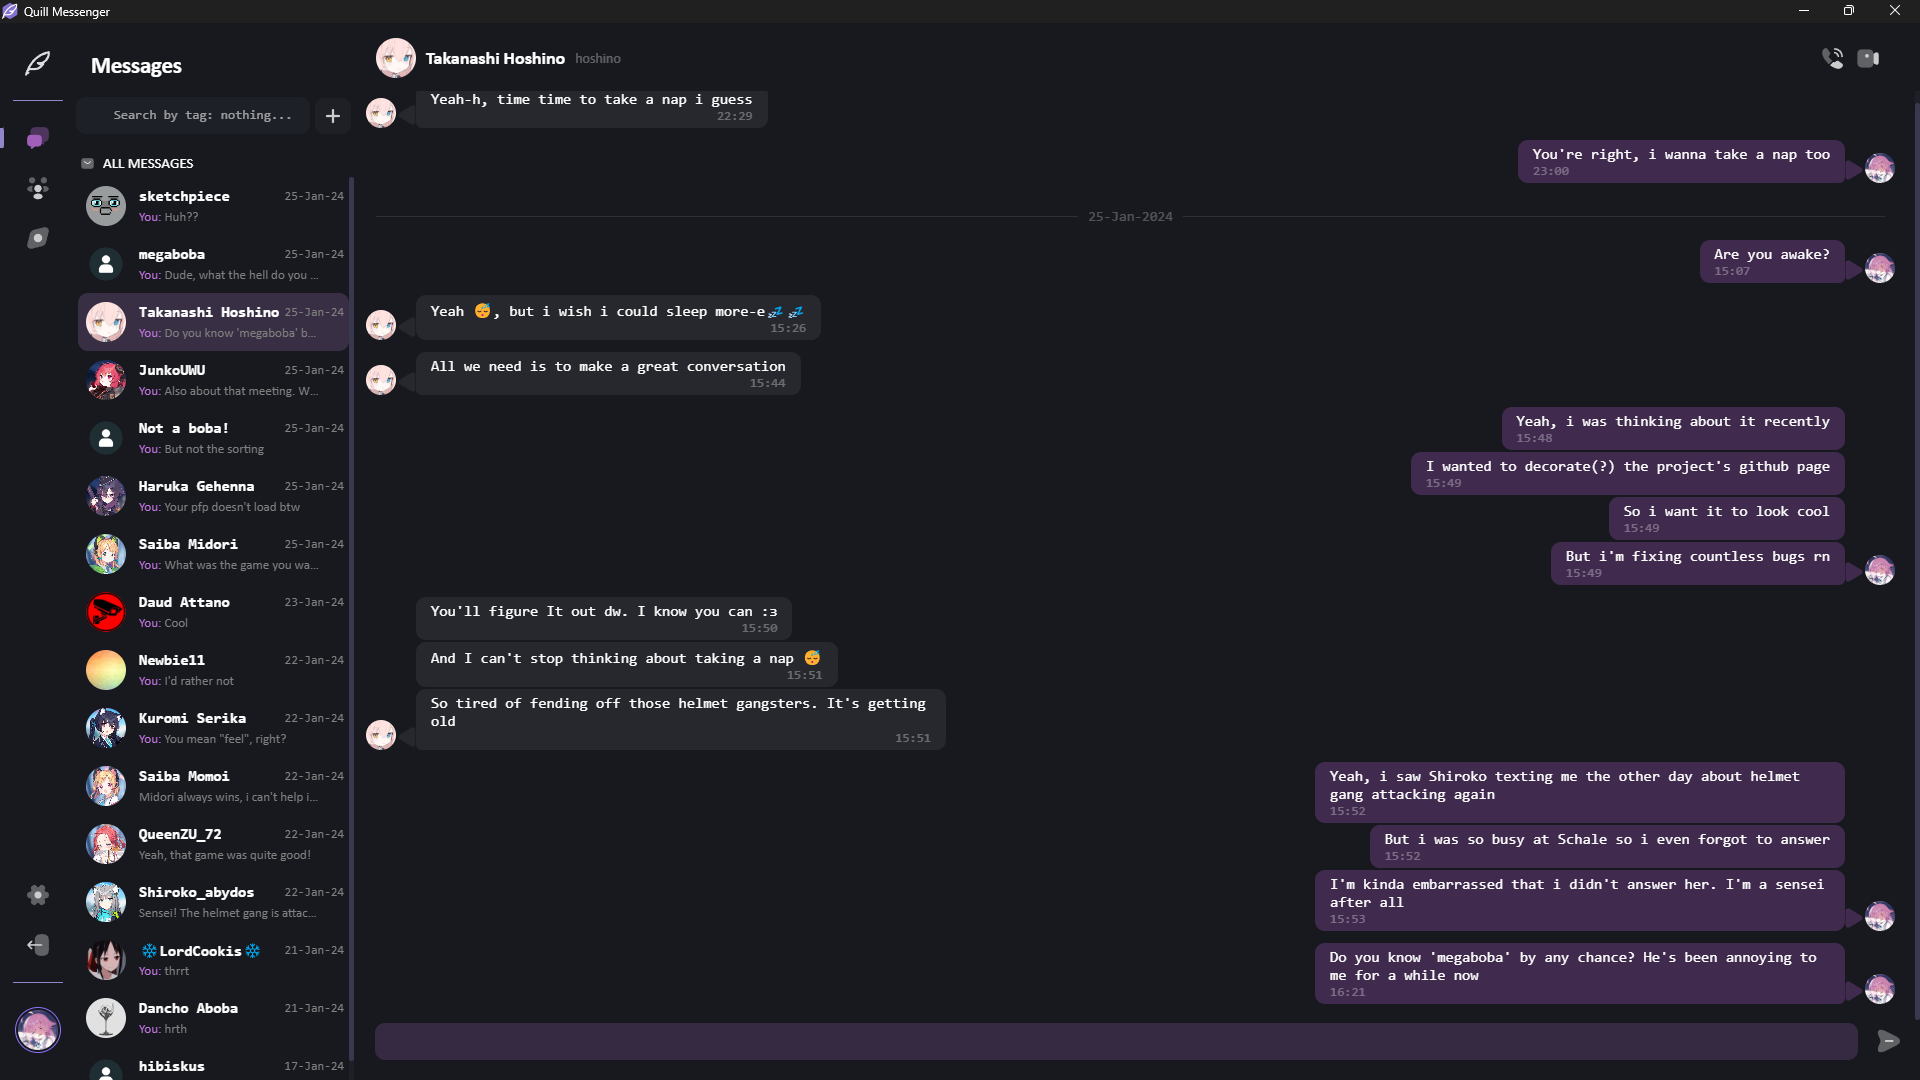 Quill Messenger
Messages
Search by tag: nothing...
ALL MESSAGES
sketchpiece 25-Jan-24
You: Huh??
megaboba 25-Jan-24
You: Dude, what the hell do you ...
Takanashi Hoshino 25-Jan-24
You: Do you know 'megaboba' b...
JunkoUWU 25-Jan-24
You: Also about that meeting. W...
Not a boba! 25-Jan-24
You: But not the sorting
Haruka Gehenna 25-Jan-24
You: Your pfp doesn't load btw
Saiba Midori 25-Jan-24
You: What was the game you wa...
Daud Attano 23-Jan-24
You: Cool
Newbie11 22-Jan-24
You: I'd rather not
Kuromi Serika 22-Jan-24
You: You mean "feel", right?
Saiba Momoi 22-Jan-24
Midori always wins, i can't help i...
QueenZU_72 22-Jan-24
Yeah, that game was quite good!
Shiroko_abydos 22-Jan-24
Sensei! The helmet gang is attac...
❄LordCookis❄ 21-Jan-24
You: thrrt
Dancho Aboba 21-Jan-24
You: hrth
hibiskus 17-Jan-24
Takanashi Hoshino hoshino
Yeah-h, time time to take a nap i guess
22:29
You're right, i wanna take a nap too
23:00
25-Jan-2024
Are you awake?
15:07
Yeah 😴, but i wish i could sleep more-e💤 💤
15:26
All we need is to make a great conversation
15:44
Yeah, i was thinking about it recently
15:48
I wanted to decorate(?) the project's github page
15:49
So i want it to look cool
15:49
But i'm fixing countless bugs rn
15:49
You'll figure It out dw. I know you can :з
15:50
And I can't stop thinking about taking a nap 😴
15:51
So tired of fending off those helmet gangsters. It's getting
old
15:51
Yeah, i saw Shiroko texting me the other day about helmet
gang attacking again
15:52
But i was so busy at Schale so i even forgot to answer
15:52
I'm kinda embarrassed that i didn't answer her. I'm a sensei
after all
15:53
Do you know 'megaboba' by any chance? He's been annoying to
me for a while now
16:21